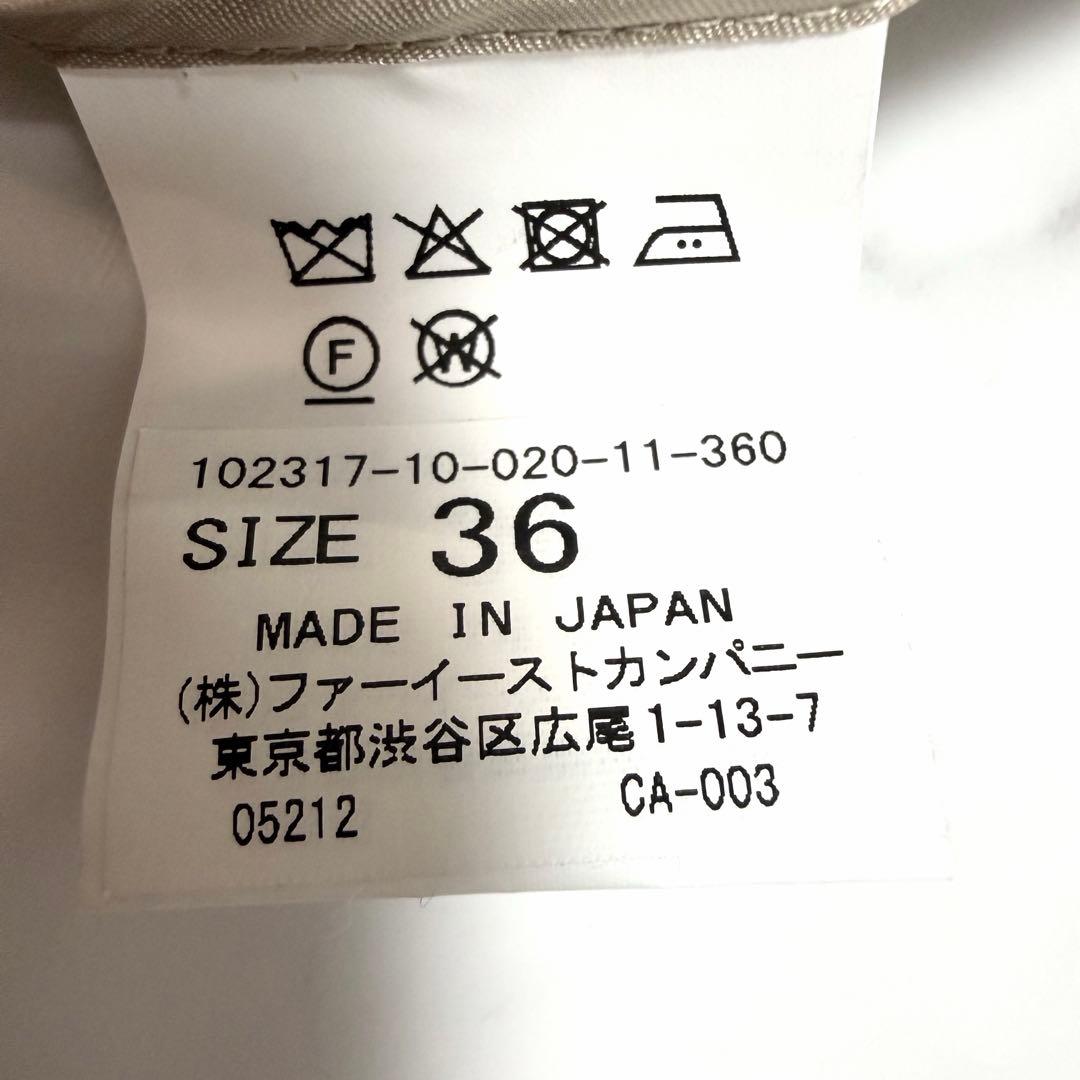 F
W
102317-10-020-11-360
SIZE 36
MADE IN JAPAN
(株)ファーイーストカンパニー
東京都渋谷区広尾1-13-7
05212 CA-003